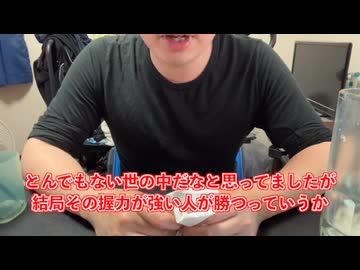 とんでもない世の中だなと思ってましたが
結局その握力が強い人が勝つっていうか